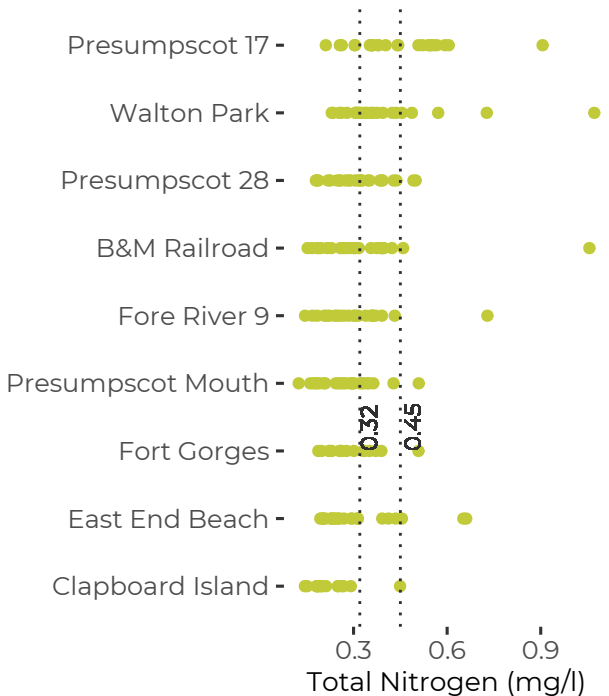 Presumpscot 17
Walton Park
Presumpscot 28
B&M Railroad
Fore River 9
Presumpscot Mouth
0.32
0.45
Fort Gorges
East End Beach
Clapboard Island
0.3 0.6 0.9
Total Nitrogen (mg/l)